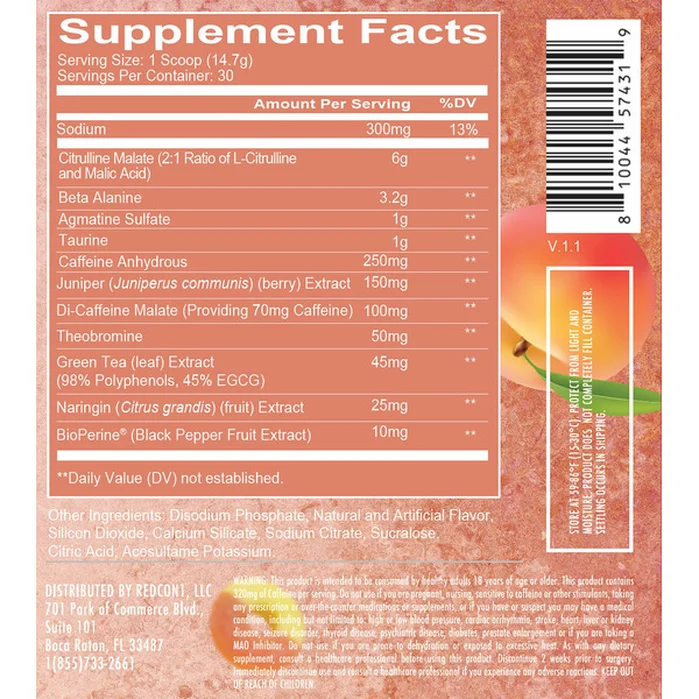 Supplement Facts
Serving Size: 1 Scoop (14.7g)
Servings Per Container: 30
Amount Per Serving %DV
Sodium 300mg 13%
Citrulline Malate (2:1 Ratio of L-Citrulline 6g **
and Malic Acid)
Beta Alanine 3.2g **
Agmatine Sulfate 1g **
Taurine 1g **
Caffeine Anhydrous 250mg **
Juniper (Juniperus communis) (berry) Extract 150mg **
Di-Caffeine Malate (Providing 70mg Caffeine) 100mg **
Theobromine 50mg **
Green Tea (leaf) Extract 45mg **
(98% Polyphenols, 45% EGCG)
Naringin (Citrus grandis) (fruit) Extract 25mg **
BioPerine® (Black Pepper Fruit Extract) 10mg **
**Daily Value (DV) not established.
Other Ingredients: Disodium Phosphate, Natural and Artificial Flavor,
Silicon Dioxide, Calcium Silicate, Sodium Citrate, Sucralose,
Citric Acid, Acesultame Potassium.
DISTRIBUTED BY REDCON1, LLC
701 Park of Commerce Blvd.,
Suite 101
Boca Raton, FL 33487
1(855)733-2661
WARNING: This product is intended to be consumed by healthy adults 18 years of age or older. This product contains
320mg of Caffeine per serving. Do not use if you are pregnant, nursing, sensitive to caffeine or other stimulants, taking
any prescription or over-the-counter medications or supplements, or if you have or suspect you may have a medical
condition, including but not limited to: high or low blood pressure, cardiac arrhythmia, stroke, heart, liver or kidney
disease, seizure disorder, thyroid disease, psychiatric disease, diabetes, prostate enlargement or if you are taking a
MAO Inhibitor. Do not use if you are prone to dehydration or exposed to excessive heat. As with any dietary
supplement, consult a healthcare professional before using this product. Discontinue 2 weeks prior to surgery.
Immediately discontinue use and consult a healthcare professional if you experience any adverse reactions. KEEP OUT
OF REACH OF CHILDREN.
8 10044 57431 9
V.1.1
STORE AT 59-86°F (15-30°C). PROTECT FROM LIGHT AND
MOISTURE. PRODUCT DOES NOT COMPLETELY FILL CONTAINER.
SETTLING OCCURS IN SHIPPING.